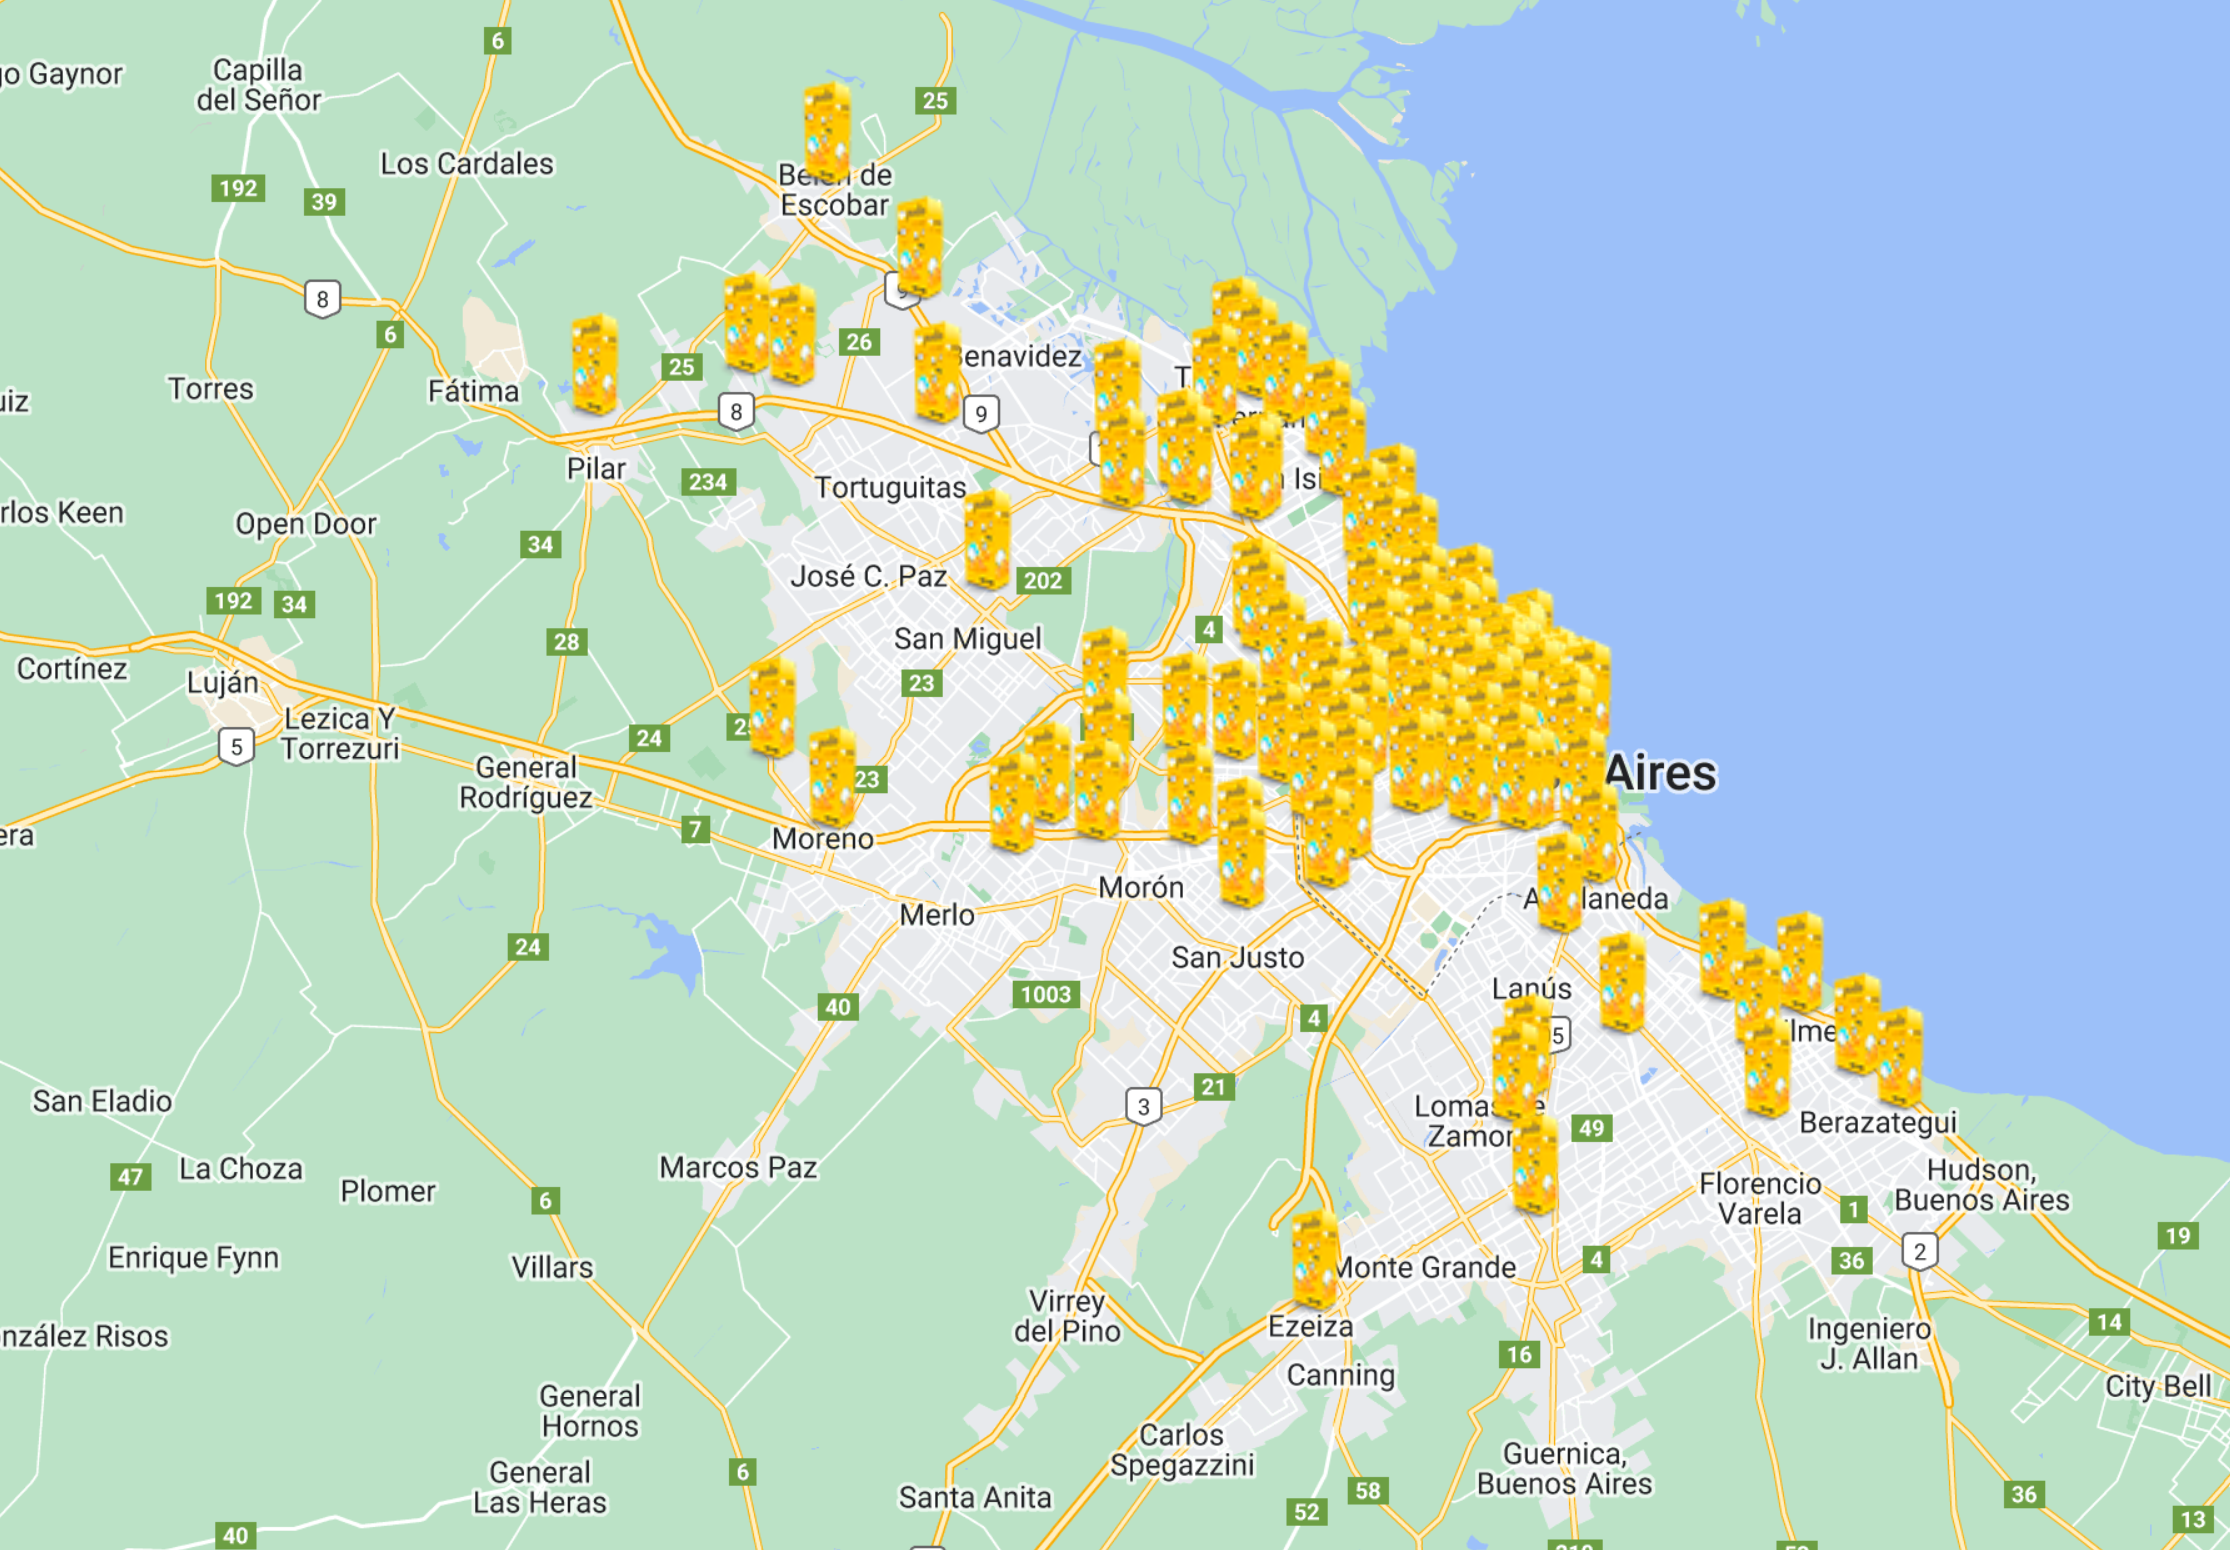 6
go Gaynor
Capilla
del Señor
25
Los Cardales
192
39
Belén de
Escobar
8
9
6
26
Benavidez
25
Torres
Fátima
uiz
8
9
Pilar
234
Tortuguitas
n Isi
rlos Keen
Open Door
34
José C. Paz
202
192
34
4
28
San Miguel
Cortínez
Luján
23
Lezica Y
Torrezuri
5
24
25
General
Rodríguez
23
Aires
7
era
Moreno
Morón
Merlo
Avellaneda
24
San Justo
Lanús
40
1003
4
lme
21
3
San Eladio
Lomas de
Zamor
49
Berazategui
47
La Choza
Plomer
Marcos Paz
6
Florencio
Varela
Hudson,
Buenos Aires
1
19
Enrique Fynn
Villars
Monte Grande
4
36
2
Virrey
del Pino
Ezeiza
14
nzález Risos
Ingeniero
J. Allan
16
Canning
City Bell
General
Hornos
Carlos
Spegazzini
Guernica,
Buenos Aires
General
Las Heras
6
Santa Anita
58
36
52
13
40